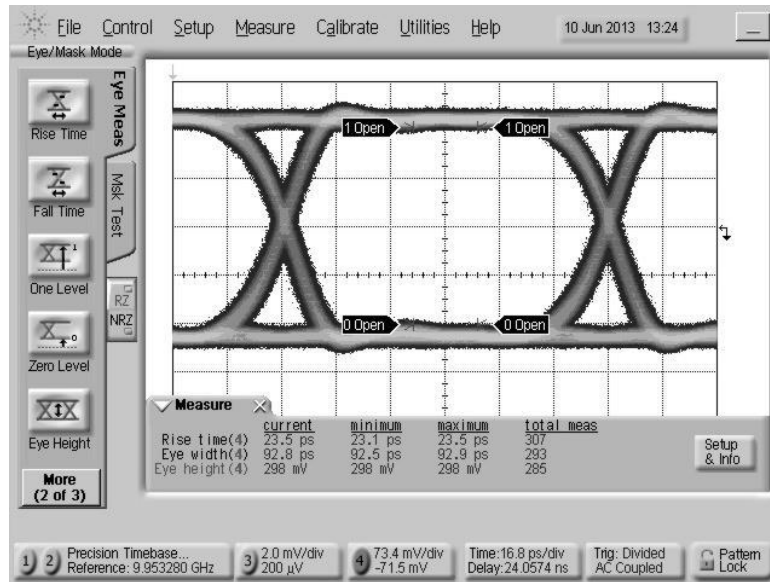 File Control Setup Measure Calibrate Utilities Help 10 Jun 2013 13:24
Eye/Mask Mode
Eye Meas
Msk Test
Rise Time
Fall Time
One Level
Zero Level
Eye Height
More
(2 of 3)
RZ
NRZ
1 Open 1 Open
0 Open 0 Open
Measure
current minimum maximum total meas
Rise time(4) 23.5 ps 23.1 ps 23.5 ps 307
Eye width(4) 92.8 ps 92.5 ps 92.9 ps 293
Eye height(4) 298 mV 298 mV 298 mV 285
Setup
& Info
1 2 Precision Timebase...
Reference: 9.953280 GHz
3 2.0 mV/div
200 µV
4 73.4 mV/div
-71.5 mV
Time:16.8 ps/div
Delay:24.0574 ns
Trig: Divided
AC Coupled
Pattern
Lock